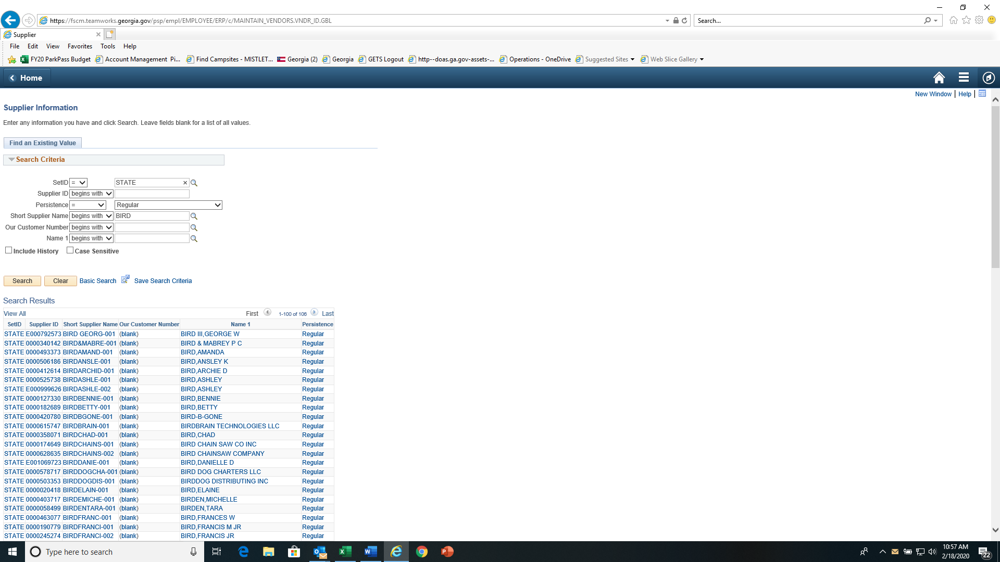 https://fscm.teamworks.georgia.gov/psp/empl/EMPLOYEE/ERP/c/MAINTAIN_VENDORS.VNDR_ID.GBL
Search...
Supplier
File Edit View Favorites Tools Help
FY20 ParkPass Budget Account Management Pi... Find Campsites - MISTLET... Georgia (2) Georgia GETS Logout http--doas.ga.gov-assets-... Operations - OneDrive Suggested Sites Web Slice Gallery
Home
New Window | Help |
Supplier Information
Enter any information you have and click Search. Leave fields blank for a list of all values.
Find an Existing Value
Search Criteria
SetID = STATE ×
Supplier ID begins with
Persistence = Regular
Short Supplier Name begins with BIRD
Our Customer Number begins with
Name 1 begins with
Include History Case Sensitive
Search Clear Basic Search Save Search Criteria
Search Results
View All First 1-100 of 106 Last
SetID Supplier ID Short Supplier Name Our Customer Number Name 1 Persistence
STATE E000792573 BIRD GEORG-001 (blank) BIRD III,GEORGE W Regular
STATE 0000340142 BIRD&MABRE-001 (blank) BIRD & MABREY P C Regular
STATE 0000493373 BIRDAMAND-001 (blank) BIRD,AMANDA Regular
STATE 0000506186 BIRDANSLE-001 (blank) BIRD,ANSLEY K Regular
STATE 0000412614 BIRDARCHID-001 (blank) BIRD,ARCHIE D Regular
STATE 0000525738 BIRDASHLE-001 (blank) BIRD,ASHLEY Regular
STATE E000999626 BIRDASHLE-002 (blank) BIRD,ASHLEY Regular
STATE 0000127330 BIRDBENNIE-001 (blank) BIRD,BENNIE Regular
STATE 0000182689 BIRDBETTY-001 (blank) BIRD,BETTY Regular
STATE 0000420780 BIRDBGONE-001 (blank) BIRD-B-GONE Regular
STATE 0000615747 BIRDBRAIN-001 (blank) BIRDBRAIN TECHNOLOGIES LLC Regular
STATE 0000358071 BIRDCHAD-001 (blank) BIRD,CHAD Regular
STATE 0000174649 BIRDCHAINS-001 (blank) BIRD CHAIN SAW CO INC Regular
STATE 0000628635 BIRDCHAINS-002 (blank) BIRD CHAINSAW COMPANY Regular
STATE E001069723 BIRDDANIE-001 (blank) BIRD,DANIELLE D Regular
STATE 0000578717 BIRDDOGCHA-001 (blank) BIRD DOG CHARTERS LLC Regular
STATE 0000503353 BIRDDOGDIS-001 (blank) BIRDDOG DISTRIBUTING INC Regular
STATE 0000020418 BIRDELAIN-001 (blank) BIRD,ELAINE Regular
STATE 0000403717 BIRDEMICHE-001 (blank) BIRDEN,MICHELLE Regular
STATE 0000058499 BIRDENTARA-001 (blank) BIRDEN,TARA Regular
STATE 0000463077 BIRDFRANC-001 (blank) BIRD,FRANCES W Regular
STATE 0000190779 BIRDFRANCI-001 (blank) BIRD,FRANCIS M JR Regular
STATE 0000245274 BIRDFRANCI-002 (blank) BIRD,FRANCIS JR Regular
Type here to search
10:57 AM
2/18/2020
22